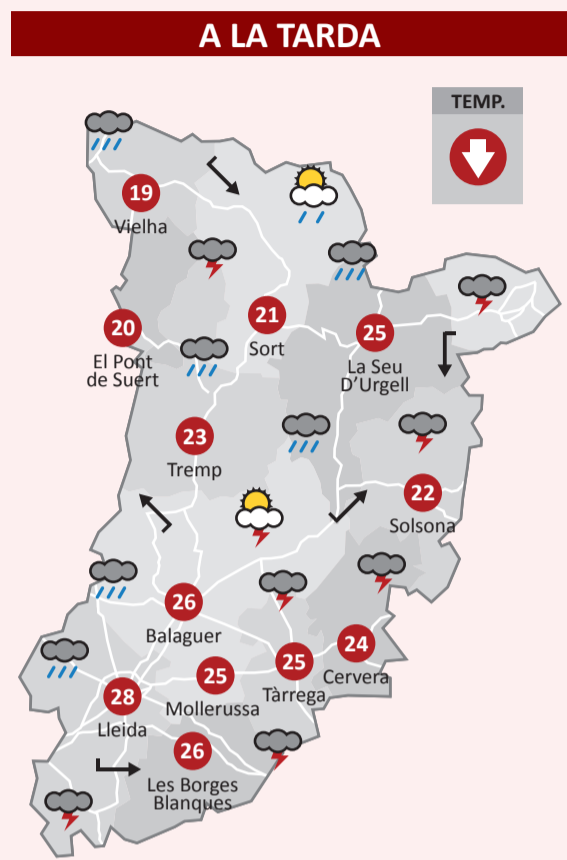 A LA TARDA
TEMP.
19
Vielha
20
El Pont
de Suert
21
Sort
25
La Seu
D'Urgell
23
Tremp
22
Solsona
26
Balaguer
24
Cervera
25
Tàrrega
25
Mollerussa
28
Lleida
26
Les Borges
Blanques